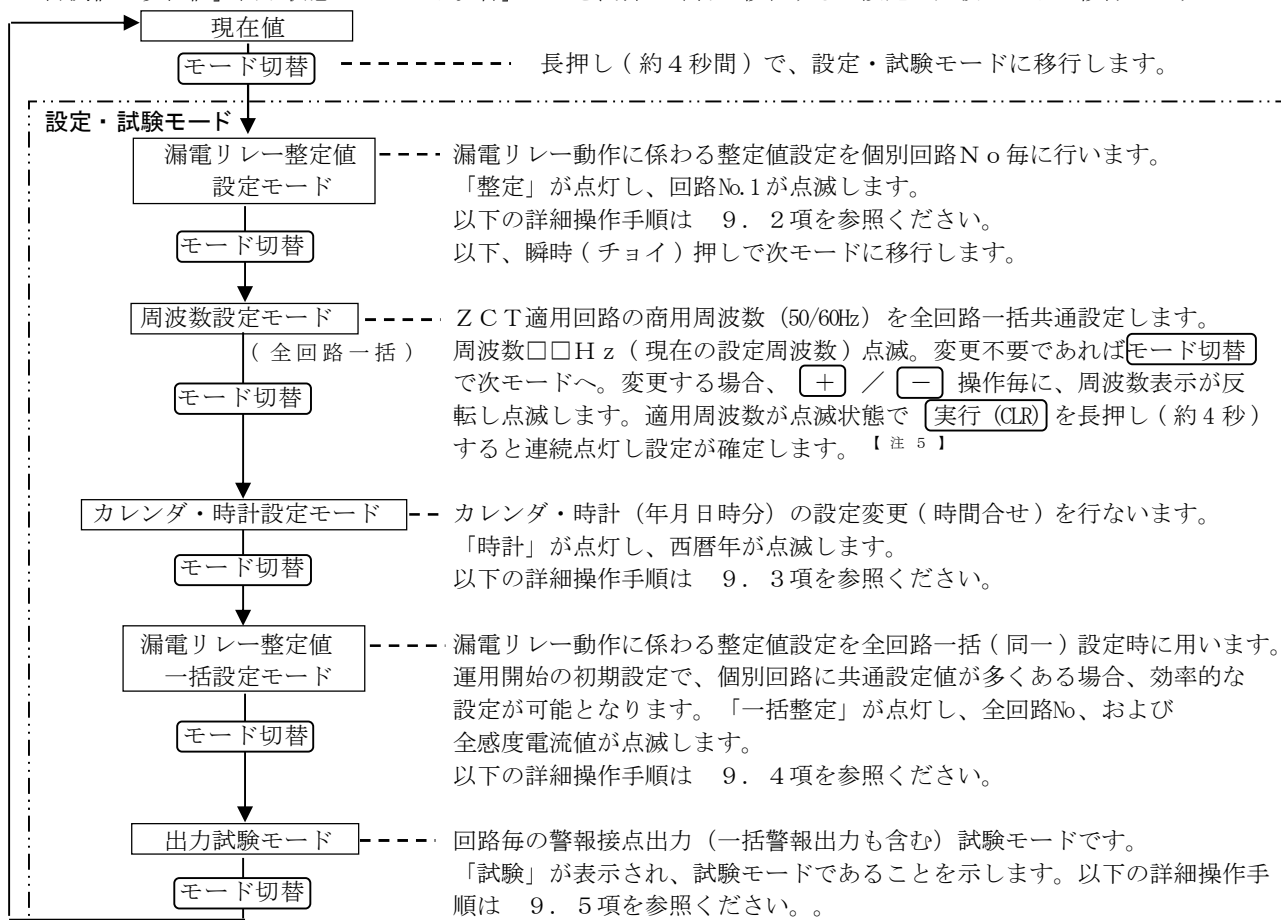 現在値
モード切替 長押し(約4秒間)で、設定・試験モードに移行します。
設定・試験モード
漏電リレー整定値
設定モード
漏電リレー動作に係わる整定値設定を個別回路No毎に行います。
「整定」が点灯し、回路№1が点滅します。
以下の詳細操作手順は 9.2項を参照ください。
モード切替
以下、瞬時(チョイ)押しで次モードに移行します。
周波数設定モード
(全回路一括)
ZCT適用回路の商用周波数(50/60Hz)を全回路一括共通設定します。
周波数□□Hz(現在の設定周波数)点滅。変更不要であればモード切替
で次モードへ。変更する場合、 + / - 操作毎に、周波数表示が反
モード切替
転し点滅します。適用周波数が点滅状態で 実行(CLR)を長押し(約4秒)
すると連続点灯し設定が確定します。【注5】
カレンダ・時計設定モード
カレンダ・時計(年月日時分)の設定変更(時間合せ)を行ないます。
「時計」が点灯し、西暦年が点滅します。
モード切替
以下の詳細操作手順は 9.3項を参照ください。
漏電リレー整定値
一括設定モード
漏電リレー動作に係わる整定値設定を全回路一括(同一)設定時に用います。
運用開始の初期設定で、個別回路に共通設定値が多くある場合、効率的な
設定が可能となります。「一括整定」が点灯し、全回路№、および
モード切替
全感度電流値が点滅します。
以下の詳細操作手順は 9.4項を参照ください。
出力試験モード
回路毎の警報接点出力(一括警報出力も含む)試験モードです。
「試験」が表示され、試験モードであることを示します。以下の詳細操作手
モード切替
順は 9.5項を参照ください。。